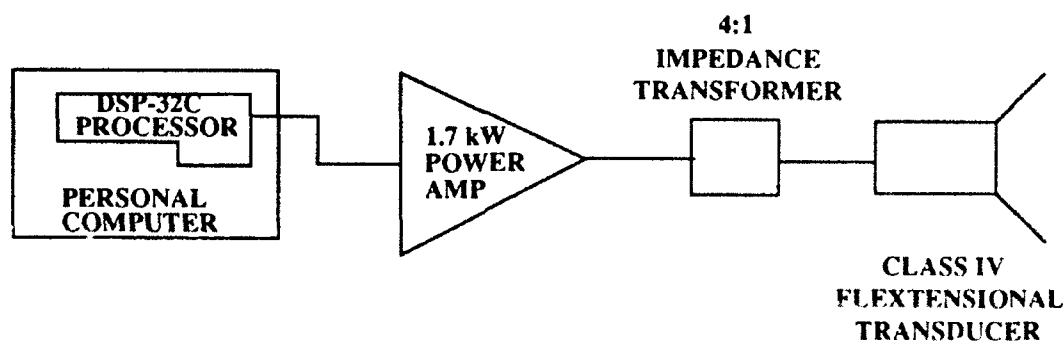 DSP-32C
PROCESSOR
PERSONAL
COMPUTER
1.7 kW
POWER
AMP
4:1
IMPEDANCE
TRANSFORMER
CLASS IV
FLEXTENSIONAL
TRANSDUCER